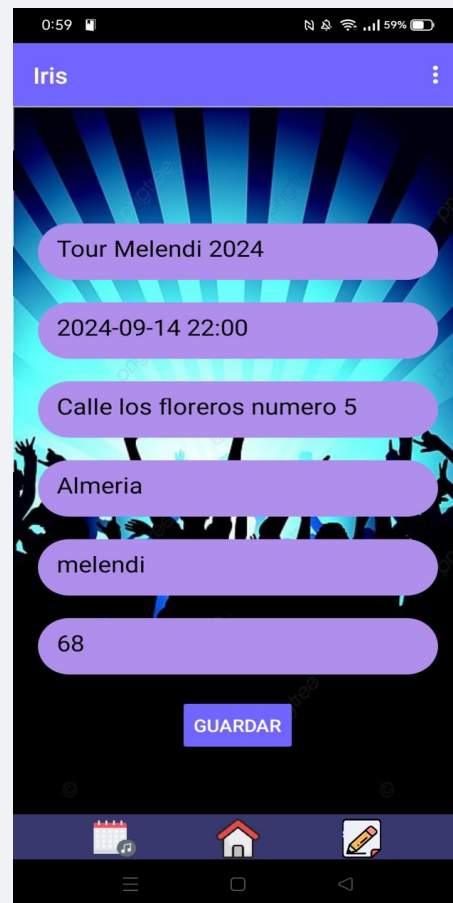 0:59
59%
Iris
Tour Melendi 2024
2024-09-14 22:00
Calle los floreros numero 5
Almeria
melendi
68
GUARDAR
pngtree